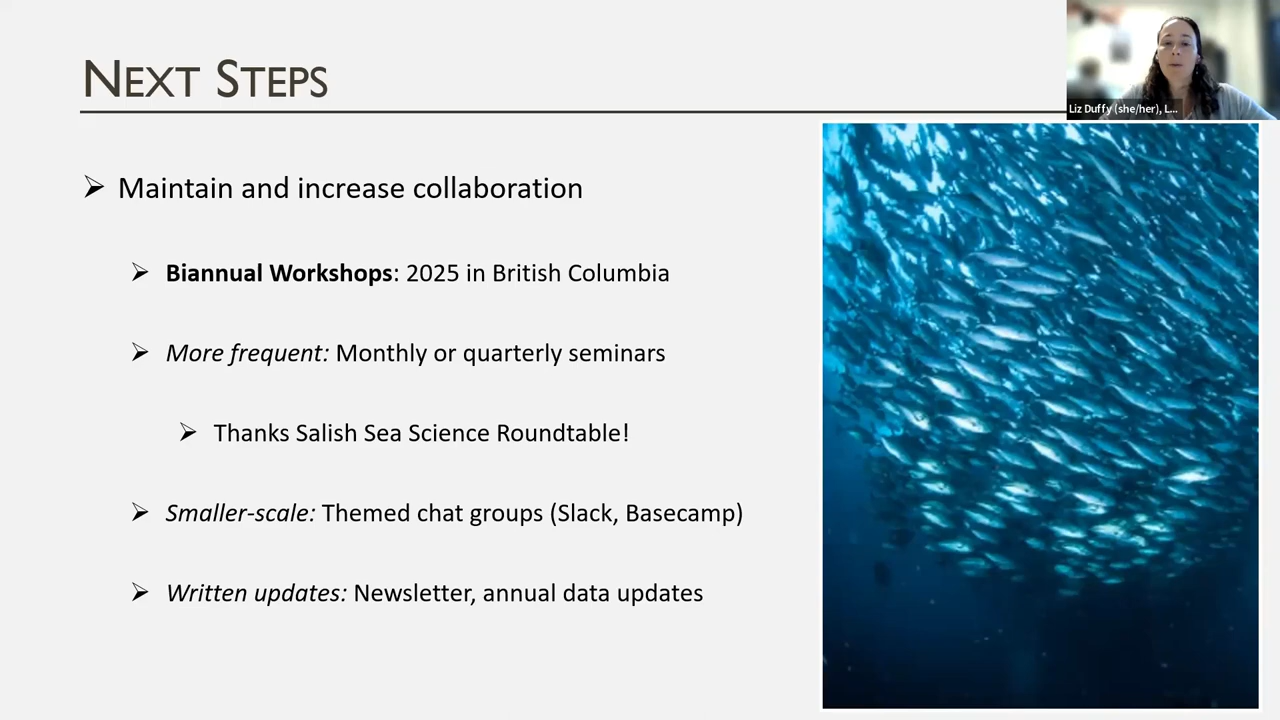 NEXT STEPS
Liz Duffy (she/her), L...
➢ Maintain and increase collaboration
➢ Biannual Workshops: 2025 in British Columbia
➢ More frequent: Monthly or quarterly seminars
➢ Thanks Salish Sea Science Roundtable!
➢ Smaller-scale: Themed chat groups (Slack, Basecamp)
➢ Written updates: Newsletter, annual data updates